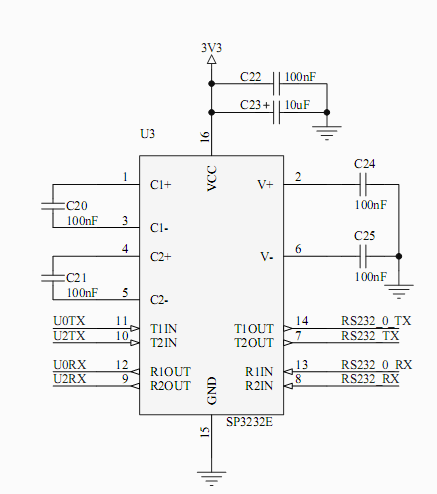 3V3
C22 100nF
C23+ 10uF
U3
16
VCC
1 C1+ V+ 2
C24
100nF
C20
100nF
3 C1-
4 C2+ V- 6
C25
100nF
C21
100nF
5 C2-
U0TX 11 T1IN T1OUT 14 RS232_0_TX
U2TX 10 T2IN T2OUT 7 RS232_TX
U0RX 12 R1OUT R1IN 13 RS232_0_RX
U2RX 9 R2OUT R2IN 8 RS232_RX
GND
SP3232E
15